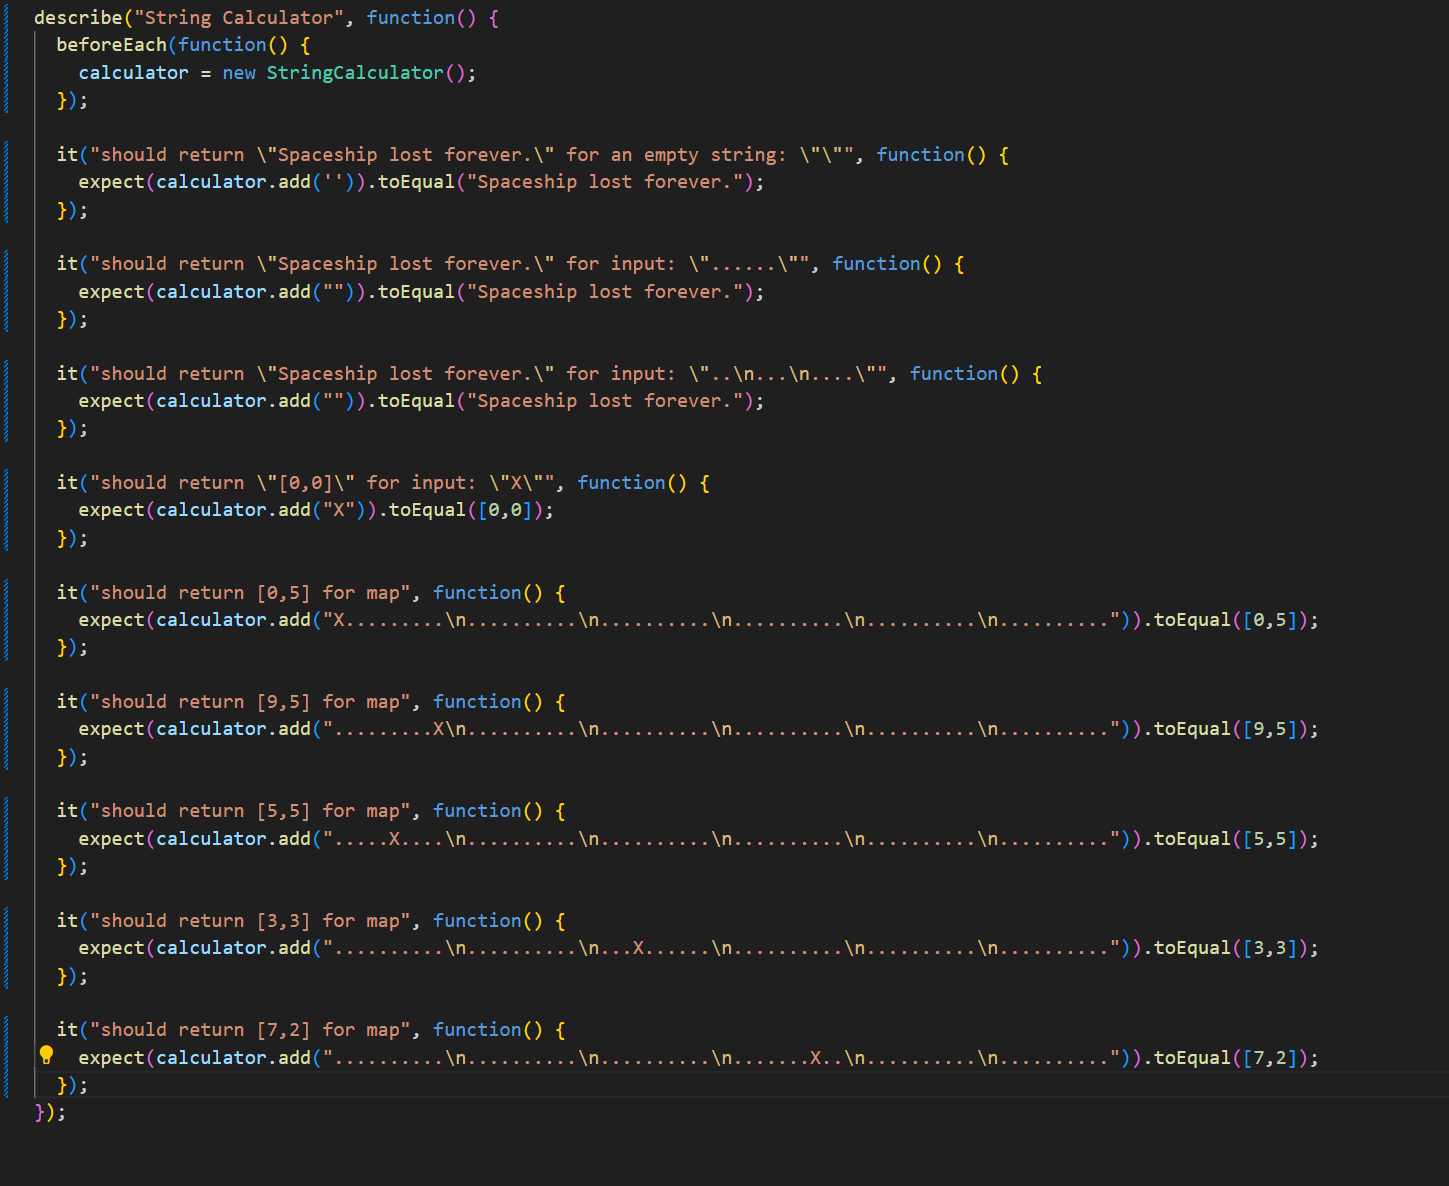 describe("String Calculator", function() {
  beforeEach(function() {
    calculator = new StringCalculator();
  });

  it("should return \"Spaceship lost forever.\" for an empty string: \"\"", function() {
    expect(calculator.add('')).toEqual("Spaceship lost forever.");
  });

  it("should return \"Spaceship lost forever.\" for input: \"......\"", function() {
    expect(calculator.add("")).toEqual("Spaceship lost forever.");
  });

  it("should return \"Spaceship lost forever.\" for input: \"..\n...\n....\"", function() {
    expect(calculator.add("")).toEqual("Spaceship lost forever.");
  });

  it("should return \"[0,0]\" for input: \"X\"", function() {
    expect(calculator.add("X")).toEqual([0,0]);
  });

  it("should return [0,5] for map", function() {
    expect(calculator.add("X.........\n..........\n..........\n..........\n..........\n..........")).toEqual([0,5]);
  });

  it("should return [9,5] for map", function() {
    expect(calculator.add(".........X\n..........\n..........\n..........\n..........\n..........")).toEqual([9,5]);
  });

  it("should return [5,5] for map", function() {
    expect(calculator.add(".....X....\n..........\n..........\n..........\n..........\n..........")).toEqual([5,5]);
  });

  it("should return [3,3] for map", function() {
    expect(calculator.add("..........\n..........\n...X......\n..........\n..........\n..........")).toEqual([3,3]);
  });

  it("should return [7,2] for map", function() {
    expect(calculator.add("..........\n..........\n..........\n.......X..\n..........\n..........")).toEqual([7,2]);
  });
});